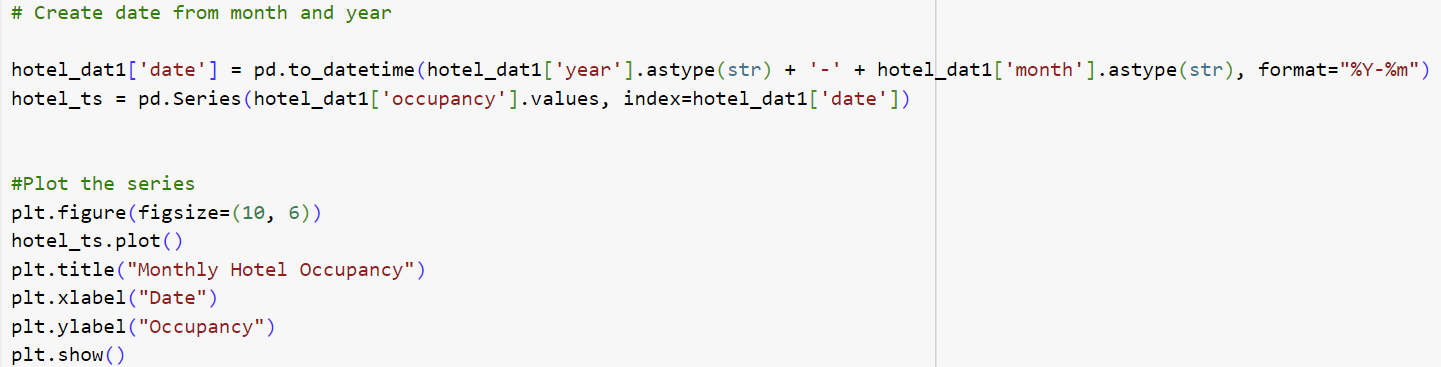 # Create date from month and year
hotel_dat1['date'] = pd.to_datetime(hotel_dat1['year'].astype(str) + '-' + hotel_dat1['month'].astype(str), format="%Y-%m")
hotel_ts = pd.Series(hotel_dat1['occupancy'].values, index=hotel_dat1['date'])
#Plot the series
plt.figure(figsize=(10, 6))
hotel_ts.plot()
plt.title("Monthly Hotel Occupancy")
plt.xlabel("Date")
plt.ylabel("Occupancy")
plt.show()